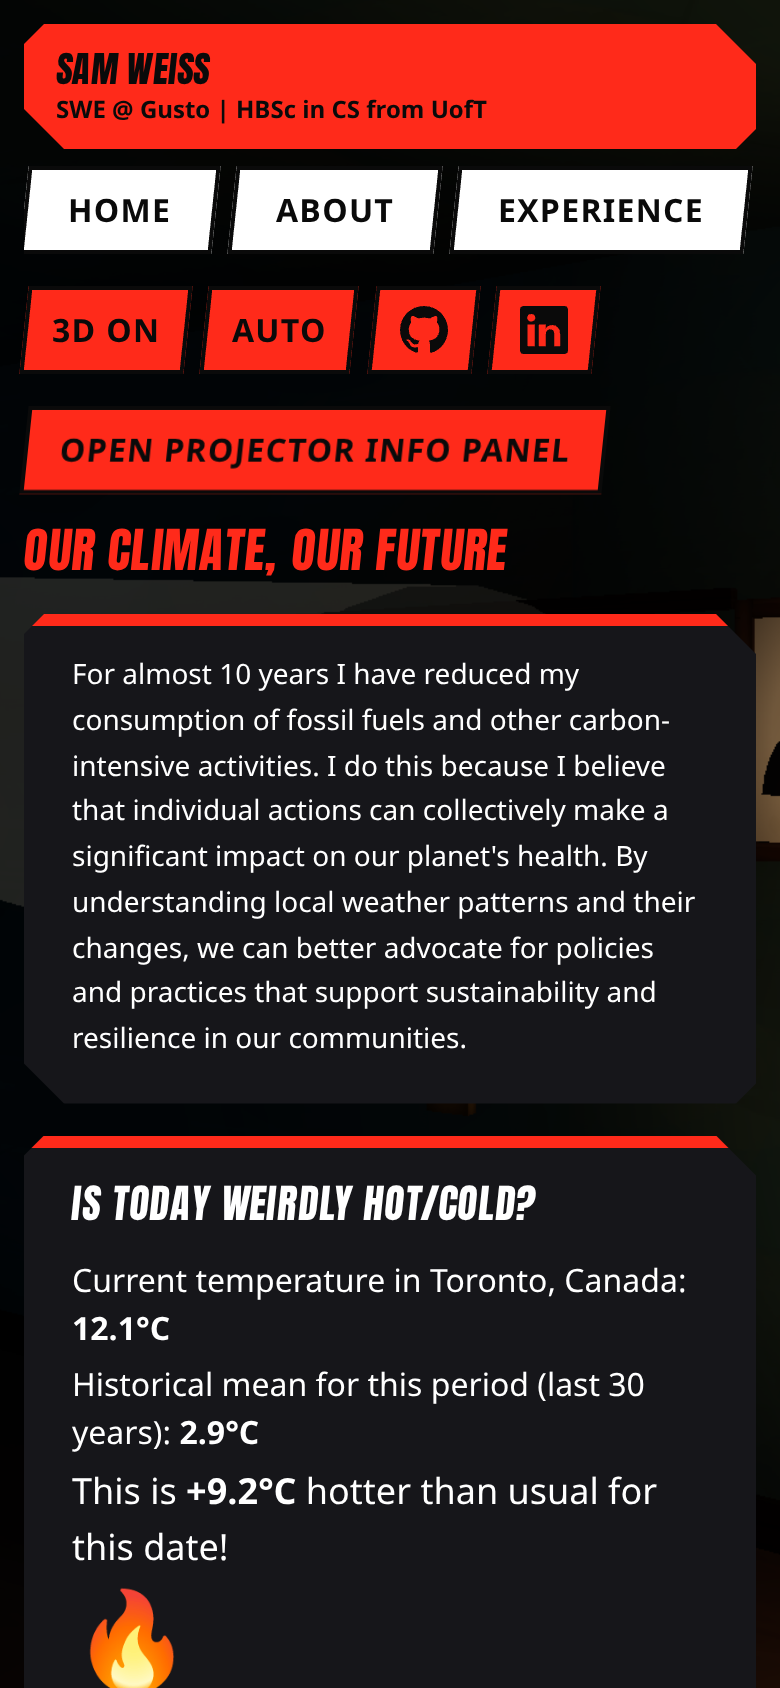 SAM WEISS
SWE @ Gusto | HBSc in CS from UofT
HOME ABOUT EXPERIENCE
3D ON AUTO in
OPEN PROJECTOR INFO PANEL
OUR CLIMATE, OUR FUTURE
For almost 10 years I have reduced my
consumption of fossil fuels and other carbon-
intensive activities. I do this because I believe
that individual actions can collectively make a
significant impact on our planet's health. By
understanding local weather patterns and their
changes, we can better advocate for policies
and practices that support sustainability and
resilience in our communities.
IS TODAY WEIRDLY HOT/COLD?
Current temperature in Toronto, Canada:
12.1°C
Historical mean for this period (last 30
years): 2.9°C
This is +9.2°C hotter than usual for
this date!